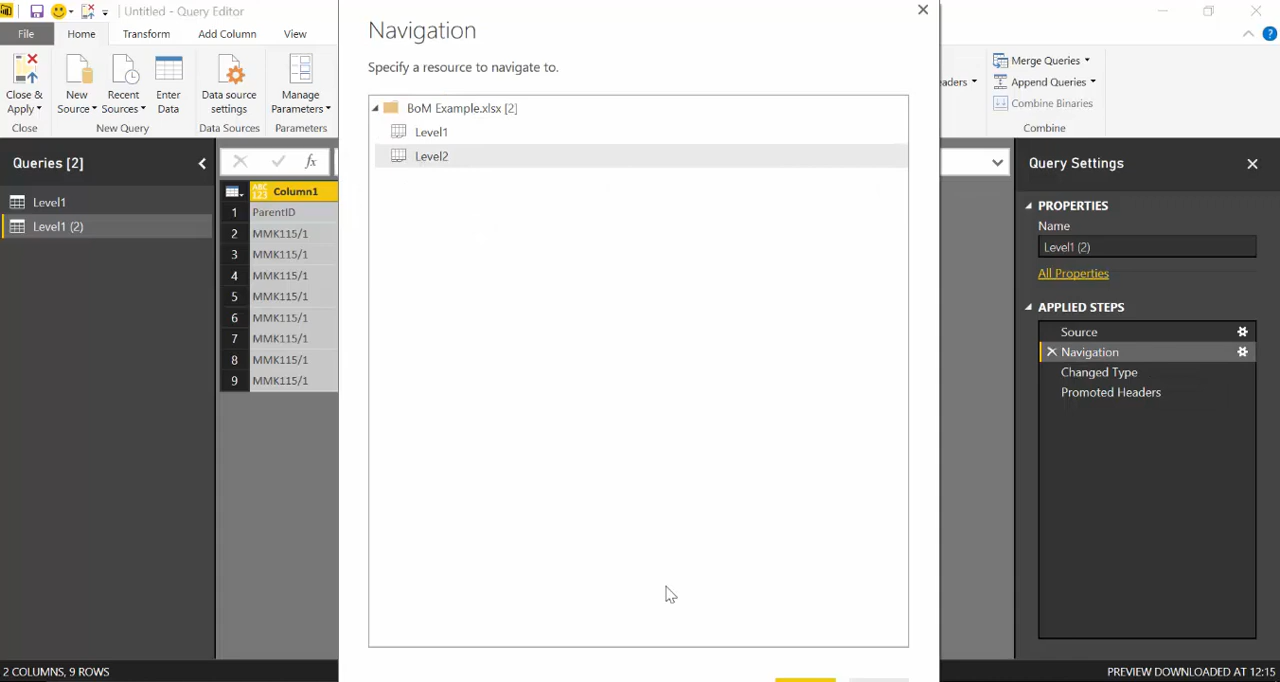 Untitled - Query Editor
File
Home
Transform
Add Column
View
Close &
Apply
New
Source
Recent
Sources
Enter
Data
Data source
settings
Manage
Parameters
Close
New Query
Data Sources
Parameters
eaders
Merge Queries
Append Queries
Combine Binaries
Combine
?
Navigation
Specify a resource to navigate to.
BoM Example.xlsx [2]
Level1
Level2
Queries [2]
Level1
Level1 (2)
fx
ABC
123
Column1
1 ParentID
2 MMK115/1
3 MMK115/1
4 MMK115/1
5 MMK115/1
6 MMK115/1
7 MMK115/1
8 MMK115/1
9 MMK115/1
Query Settings
PROPERTIES
Name
Level1 (2)
All Properties
APPLIED STEPS
Source
Navigation
Changed Type
Promoted Headers
2 COLUMNS, 9 ROWS
PREVIEW DOWNLOADED AT 12:15